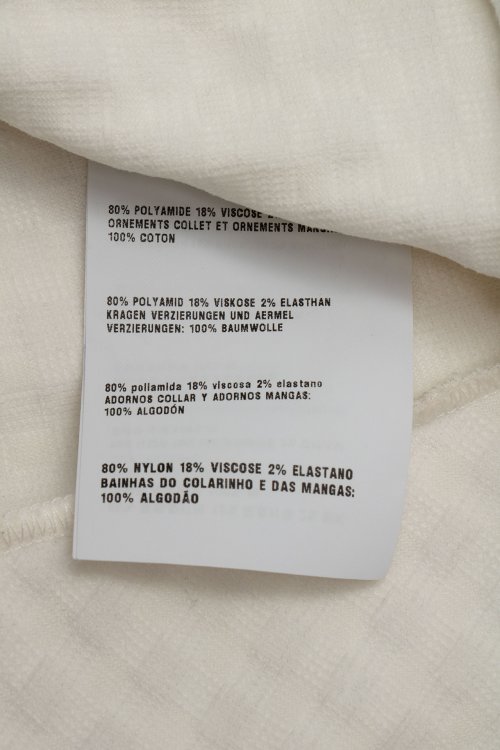 80% POLYAMIDE 18% VISCOSE
ORNEMENTS COLLET ET ORNEMENTS
100% COTON
80% POLYAMID 18% VISKOSE 2% ELASTHAN
KRAGEN VERZIERUNGEN UND AERMEL
VERZIERUNGEN: 100% BAUMWOLLE
80% poliamida 18% viscosa 2% elastano
ADORNOS COLLAR Y ADORNOS MANGAS:
100% ALGODÓN
80% NYLON 18% VISCOSE 2% ELASTANO
BAINHAS DO COLARINHO E DAS MANGAS:
100% ALGODÃO